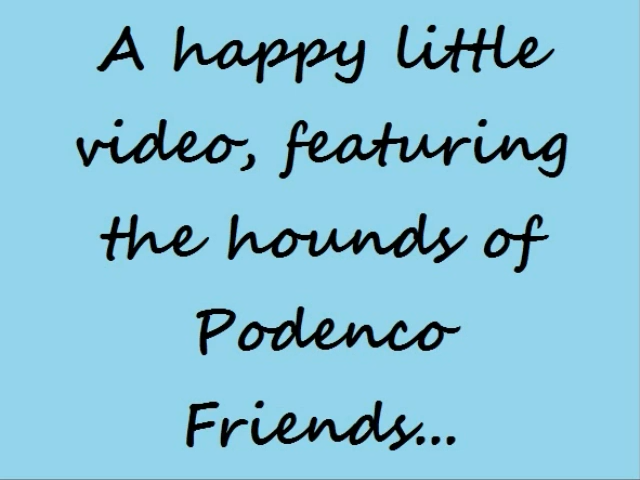 A happy little
video, featuring
the hounds of
Podenco
Friends...